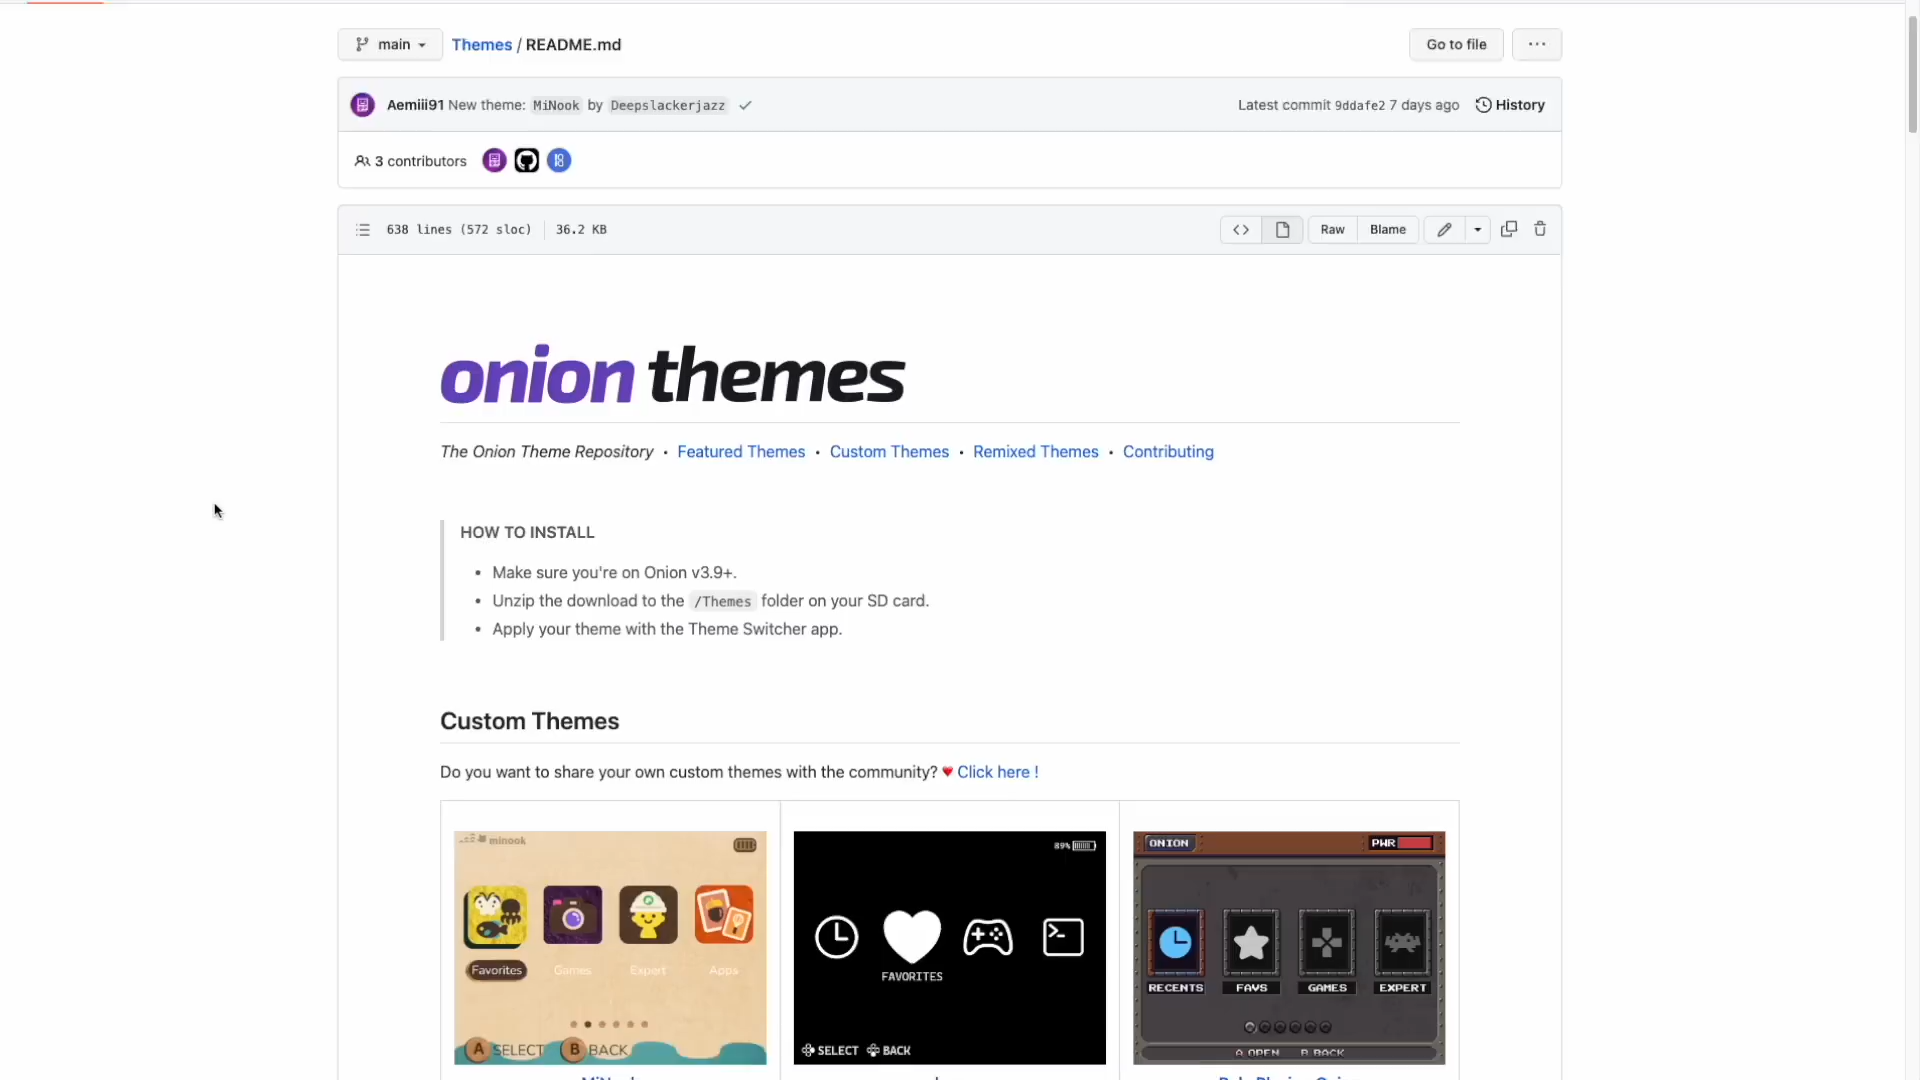 main Themes / README.md Go to file ...
Aemiii91 New theme: MiNook by Deepslackerjazz Latest commit 9ddafe2 7 days ago History
3 contributors
638 lines (572 sloc) 36.2 KB <> Raw Blame
onion themes
The Onion Theme Repository • Featured Themes • Custom Themes • Remixed Themes • Contributing
HOW TO INSTALL
• Make sure you're on Onion v3.9+.
• Unzip the download to the /Themes folder on your SD card.
• Apply your theme with the Theme Switcher app.
Custom Themes
Do you want to share your own custom themes with the community? Click here !
minook
Favorites Games Expert Apps
A SELECT B BACK
89%
FAVORITES
SELECT BACK
ONION PWR
RECENTS FAVS GAMES EXPERT
A OPEN B BACK